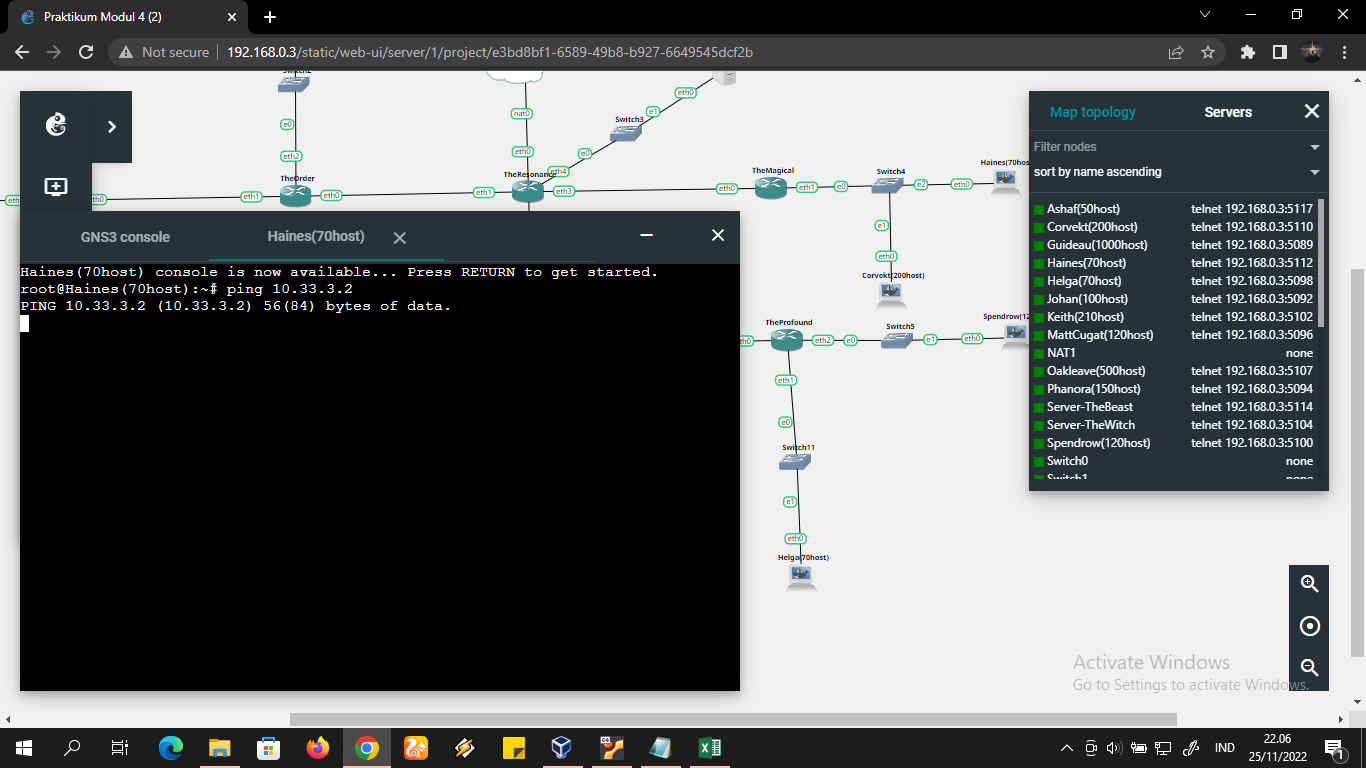 Praktikum Modul 4 (2)
Not secure
192.168.0.3/static/web-ui/server/1/project/e3bd8bf1-6589-49b8-b927-6649545dcf2b
Switch2
e0
eth2
TheOrder
eth1
eth0
nat0
eth0
TheResonance
eth1
eth4
eth3
e0
Switch3
e1
eth0
TheMagical
eth0
eth1
e0
Switch4
e2
eth0
Haines(70hos
e1
eth0
Corvekt(200host)
TheProfound
eth2
e0
Switch5
e1
eth0
Spendrow(12
eth1
e0
Switch11
e1
eth0
Helga(70host)
GNS3 console
Haines(70host)
Haines(70host) console is now available... Press RETURN to get started.
root@Haines(70host):~# ping 10.33.3.2
PING 10.33.3.2 (10.33.3.2) 56(84) bytes of data.
Map topology
Servers
Filter nodes
sort by name ascending
Ashaf(50host) telnet 192.168.0.3:5117
Corvekt(200host) telnet 192.168.0.3:5110
Guideau(1000host) telnet 192.168.0.3:5089
Haines(70host) telnet 192.168.0.3:5112
Helga(70host) telnet 192.168.0.3:5098
Johan(100host) telnet 192.168.0.3:5092
Keith(210host) telnet 192.168.0.3:5102
MattCugat(120host) telnet 192.168.0.3:5096
NAT1 none
Oakleave(500host) telnet 192.168.0.3:5107
Phanora(150host) telnet 192.168.0.3:5094
Server-TheBeast telnet 192.168.0.3:5114
Server-TheWitch telnet 192.168.0.3:5104
Spendrow(120host) telnet 192.168.0.3:5100
Switch0 none
Switch1 none
Activate Windows
Go to Settings to activate Windows.
IND
22.06
25/11/2022
1